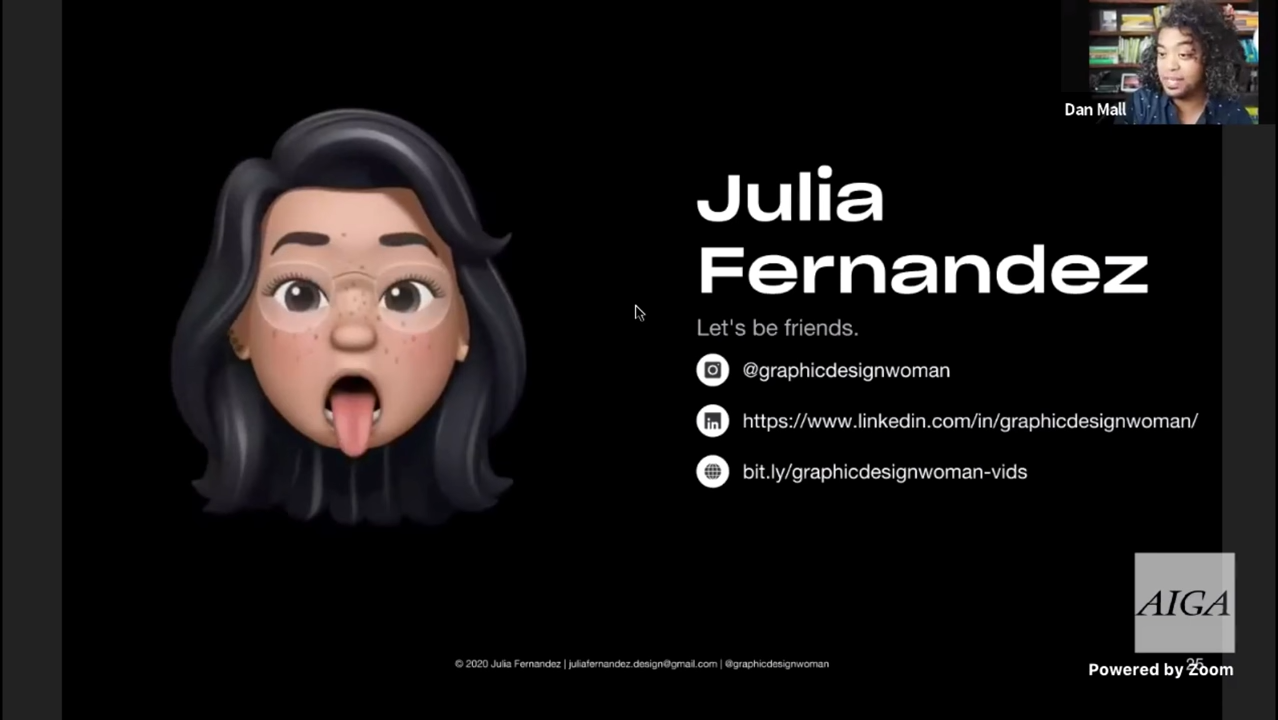 Dan Mall
Julia
Fernandez
Let's be friends.
@graphicdesignwoman
https://www.linkedin.com/in/graphicdesignwoman/
bit.ly/graphicdesignwoman-vids
AIGA
© 2020 Julia Fernandez | juliafernandez.design@gmail.com | @graphicdesignwoman
25
Powered by Zoom